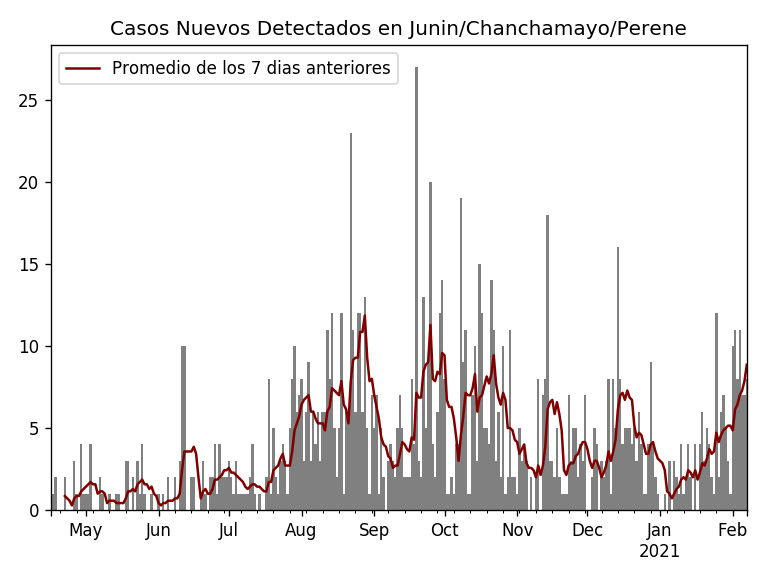 Casos Nuevos Detectados en Junin/Chanchamayo/Perene
Promedio de los 7 dias anteriores
25
20
15
10
5
0
May Jun Jul Aug Sep Oct Nov Dec Jan Feb
2021